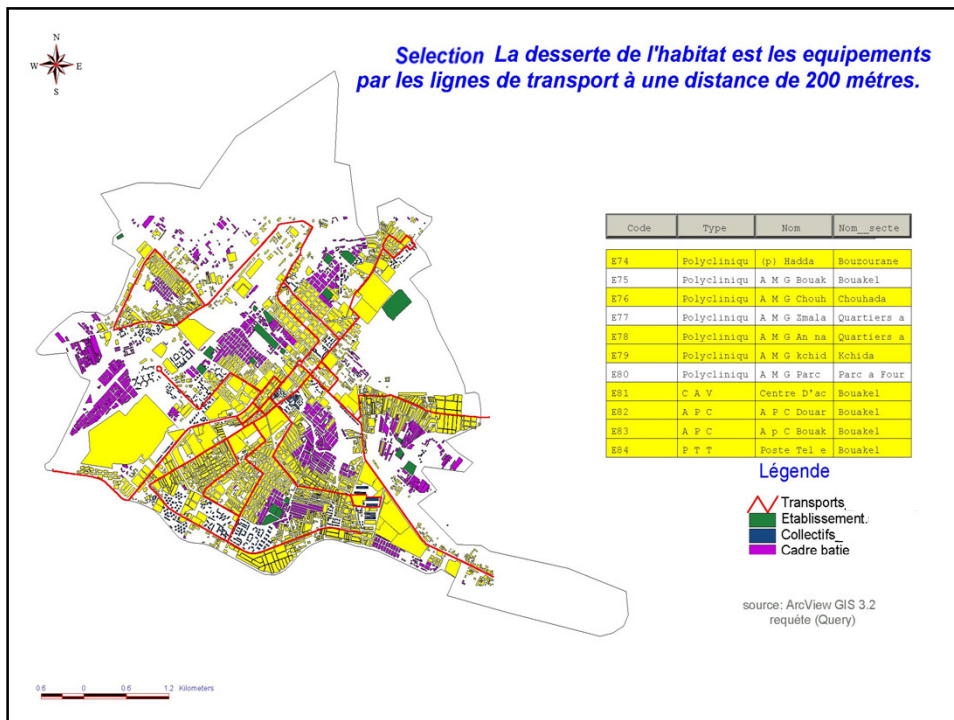 N
W E
S
Selection La desserte de l'habitat est les equipements
par les lignes de transport à une distance de 200 métres.
Code Type Nom Nom__secte
E74 Polycliniqu (p) Hadda Bouzourane
E75 Polycliniqu A M G Bouak Bouakel
E76 Polycliniqu A M G Chouh Chouhada
E77 Polycliniqu A M G Zmala Quartiers a
E78 Polycliniqu A M G An na Quartiers a
E79 Polycliniqu A M G kchid Kchida
E80 Polycliniqu A M G Parc Parc a Four
E81 C A V Centre D'ac Bouakel
E82 A P C A P C Douar Bouakel
E83 A P C A p C Bouak Bouakel
E84 P T T Poste Tel e Bouakel
Légende
Transports
Etablissement.
Collectifs_
Cadre batie
source: ArcView GIS 3.2
requéte (Query)
0.6 0 0.6 1.2 Kilometers